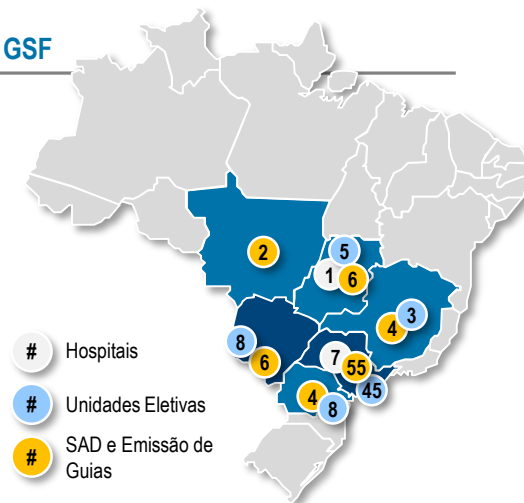 GSF
5
2
1
6
3
4
8
6
7
55
45
4
8
# Hospitais
# Unidades Eletivas
# SAD e Emissão de
Guias